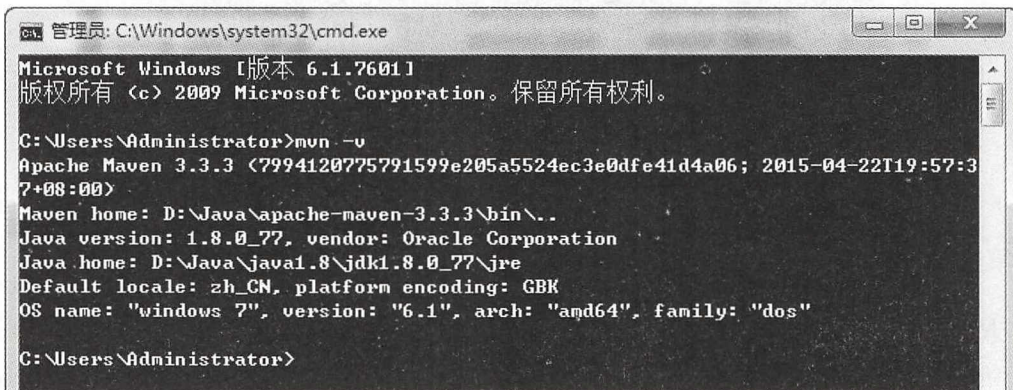 管理员: C:\Windows\system32\cmd.exe
Microsoft Windows [版本 6.1.7601]
版权所有 (c) 2009 Microsoft Corporation。保留所有权利。
C:\Users\Administrator>mvn -v
Apache Maven 3.3.3 (7994120775791599e205a5524ec3e0dfe41d4a06; 2015-04-22T19:57:3
7+08:00)
Maven home: D:\Java\apache-maven-3.3.3\bin\..
Java version: 1.8.0_77, vendor: Oracle Corporation
Java home: D:\Java\java1.8\jdk1.8.0_77\jre
Default locale: zh_CN, platform encoding: GBK
OS name: "windows 7", version: "6.1", arch: "amd64", family: "dos"
C:\Users\Administrator>